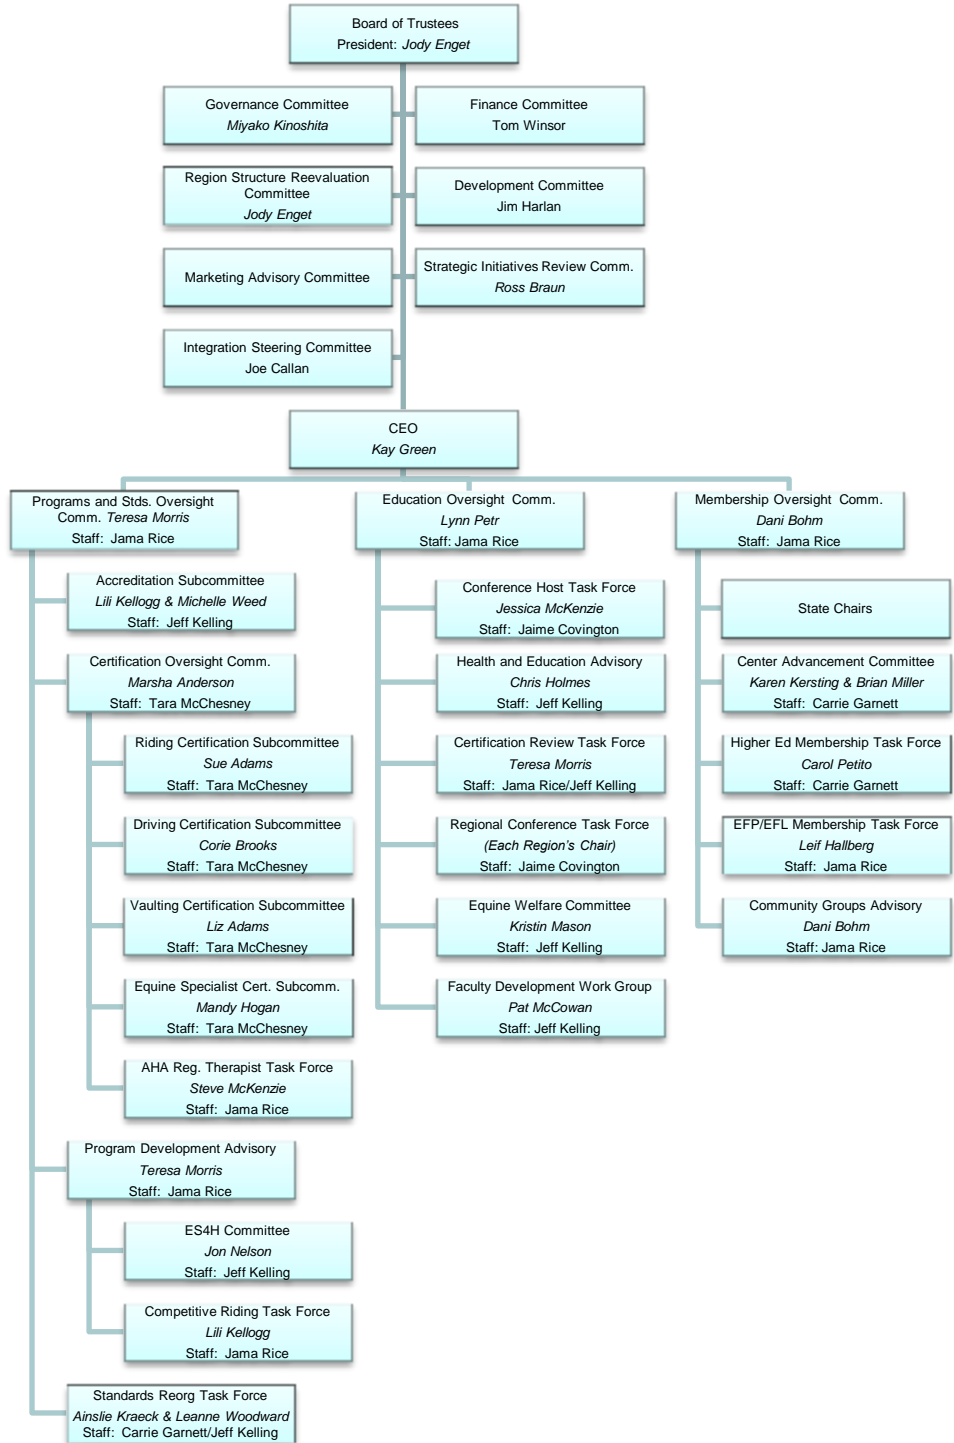 Board of Trustees
President: Jody Enget
Governance Committee
Miyako Kinoshita
Finance Committee
Tom Winsor
Region Structure Reevaluation
Committee
Jody Enget
Development Committee
Jim Harlan
Marketing Advisory Committee
Strategic Initiatives Review Comm.
Ross Braun
Integration Steering Committee
Joe Callan
CEO
Kay Green
Programs and Stds. Oversight
Comm. Teresa Morris
Staff: Jama Rice
Accreditation Subcommittee
Lili Kellogg & Michelle Weed
Staff: Jeff Kelling
Certification Oversight Comm.
Marsha Anderson
Staff: Tara McChesney
Riding Certification Subcommittee
Sue Adams
Staff: Tara McChesney
Driving Certification Subcommittee
Corie Brooks
Staff: Tara McChesney
Vaulting Certification Subcommittee
Liz Adams
Staff: Tara McChesney
Equine Specialist Cert. Subcomm.
Mandy Hogan
Staff: Tara McChesney
AHA Reg. Therapist Task Force
Steve McKenzie
Staff: Jama Rice
Program Development Advisory
Teresa Morris
Staff: Jama Rice
ES4H Committee
Jon Nelson
Staff: Jeff Kelling
Competitive Riding Task Force
Lili Kellogg
Staff: Jama Rice
Standards Reorg Task Force
Ainslie Kraeck & Leanne Woodward
Staff: Carrie Garnett/Jeff Kelling
Education Oversight Comm.
Lynn Petr
Staff: Jama Rice
Conference Host Task Force
Jessica McKenzie
Staff: Jaime Covington
Health and Education Advisory
Chris Holmes
Staff: Jeff Kelling
Certification Review Task Force
Teresa Morris
Staff: Jama Rice/Jeff Kelling
Regional Conference Task Force
(Each Region's Chair)
Staff: Jaime Covington
Equine Welfare Committee
Kristin Mason
Staff: Jeff Kelling
Faculty Development Work Group
Pat McCowan
Staff: Jeff Kelling
Membership Oversight Comm.
Dani Bohm
Staff: Jama Rice
State Chairs
Center Advancement Committee
Karen Kersting & Brian Miller
Staff: Carrie Garnett
Higher Ed Membership Task Force
Carol Petito
Staff: Carrie Garnett
EFP/EFL Membership Task Force
Leif Hallberg
Staff: Jama Rice
Community Groups Advisory
Dani Bohm
Staff: Jama Rice